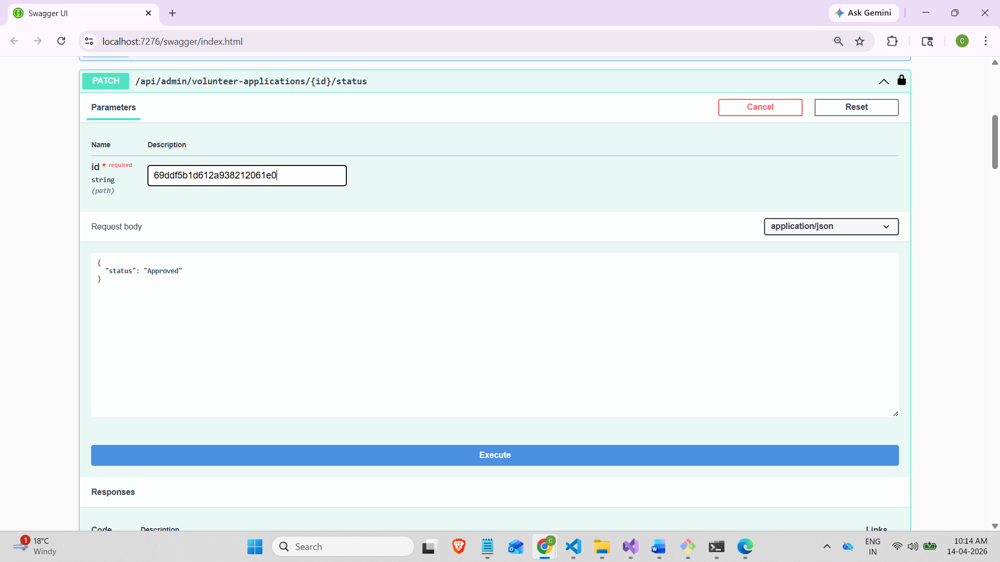 Swagger UI
Ask Gemini
localhost:7276/swagger/index.html
C
PATCH /api/admin/volunteer-applications/{id}/status
Parameters
Cancel
Reset
Name Description
id * required
string
(path)
69ddf5b1d612a938212061e0
Request body
application/json
{
"status": "Approved"
}
Execute
Responses
Code Description Links
1
18°C
Windy
Search
C
ENG
IN
10:14 AM
14-04-2026